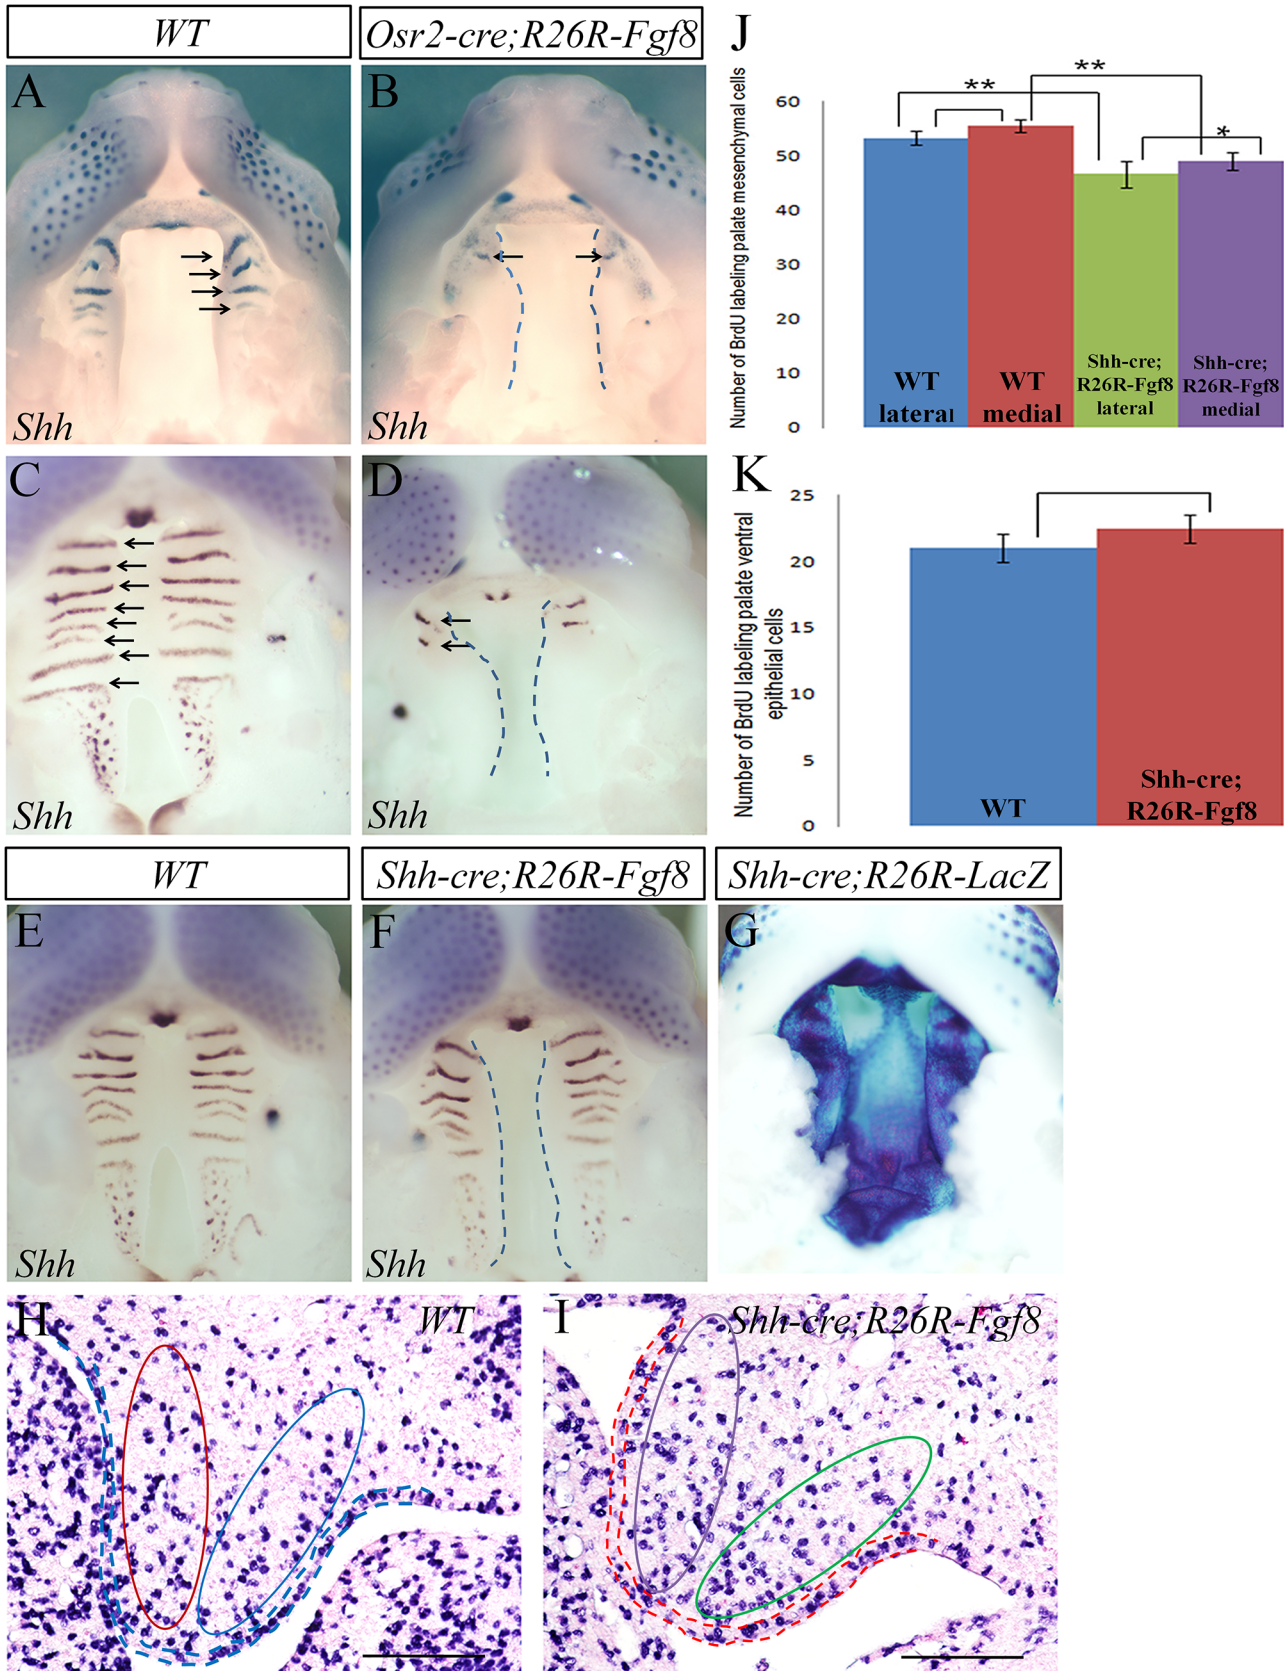 WT
Osr2-cre;R26R-Fgf8
A
Shh
B
Shh
C
Shh
D
Shh
J
Number of BrdU labeling palate mesenchymal cells
60
50
40
30
20
10
0
**
**
*
WT
lateral
WT
medial
Shh-cre;
R26R-Fgf8
lateral
Shh-cre;
R26R-Fgf8
medial
K
Number of BrdU labeling palate ventral
epithelial cells
25
20
15
10
5
0
WT
Shh-cre;
R26R-Fgf8
WT
Shh-cre;R26R-Fgf8
Shh-cre;R26R-LacZ
E
Shh
F
Shh
G
H
WT
I
Shh-cre;R26R-Fgf8